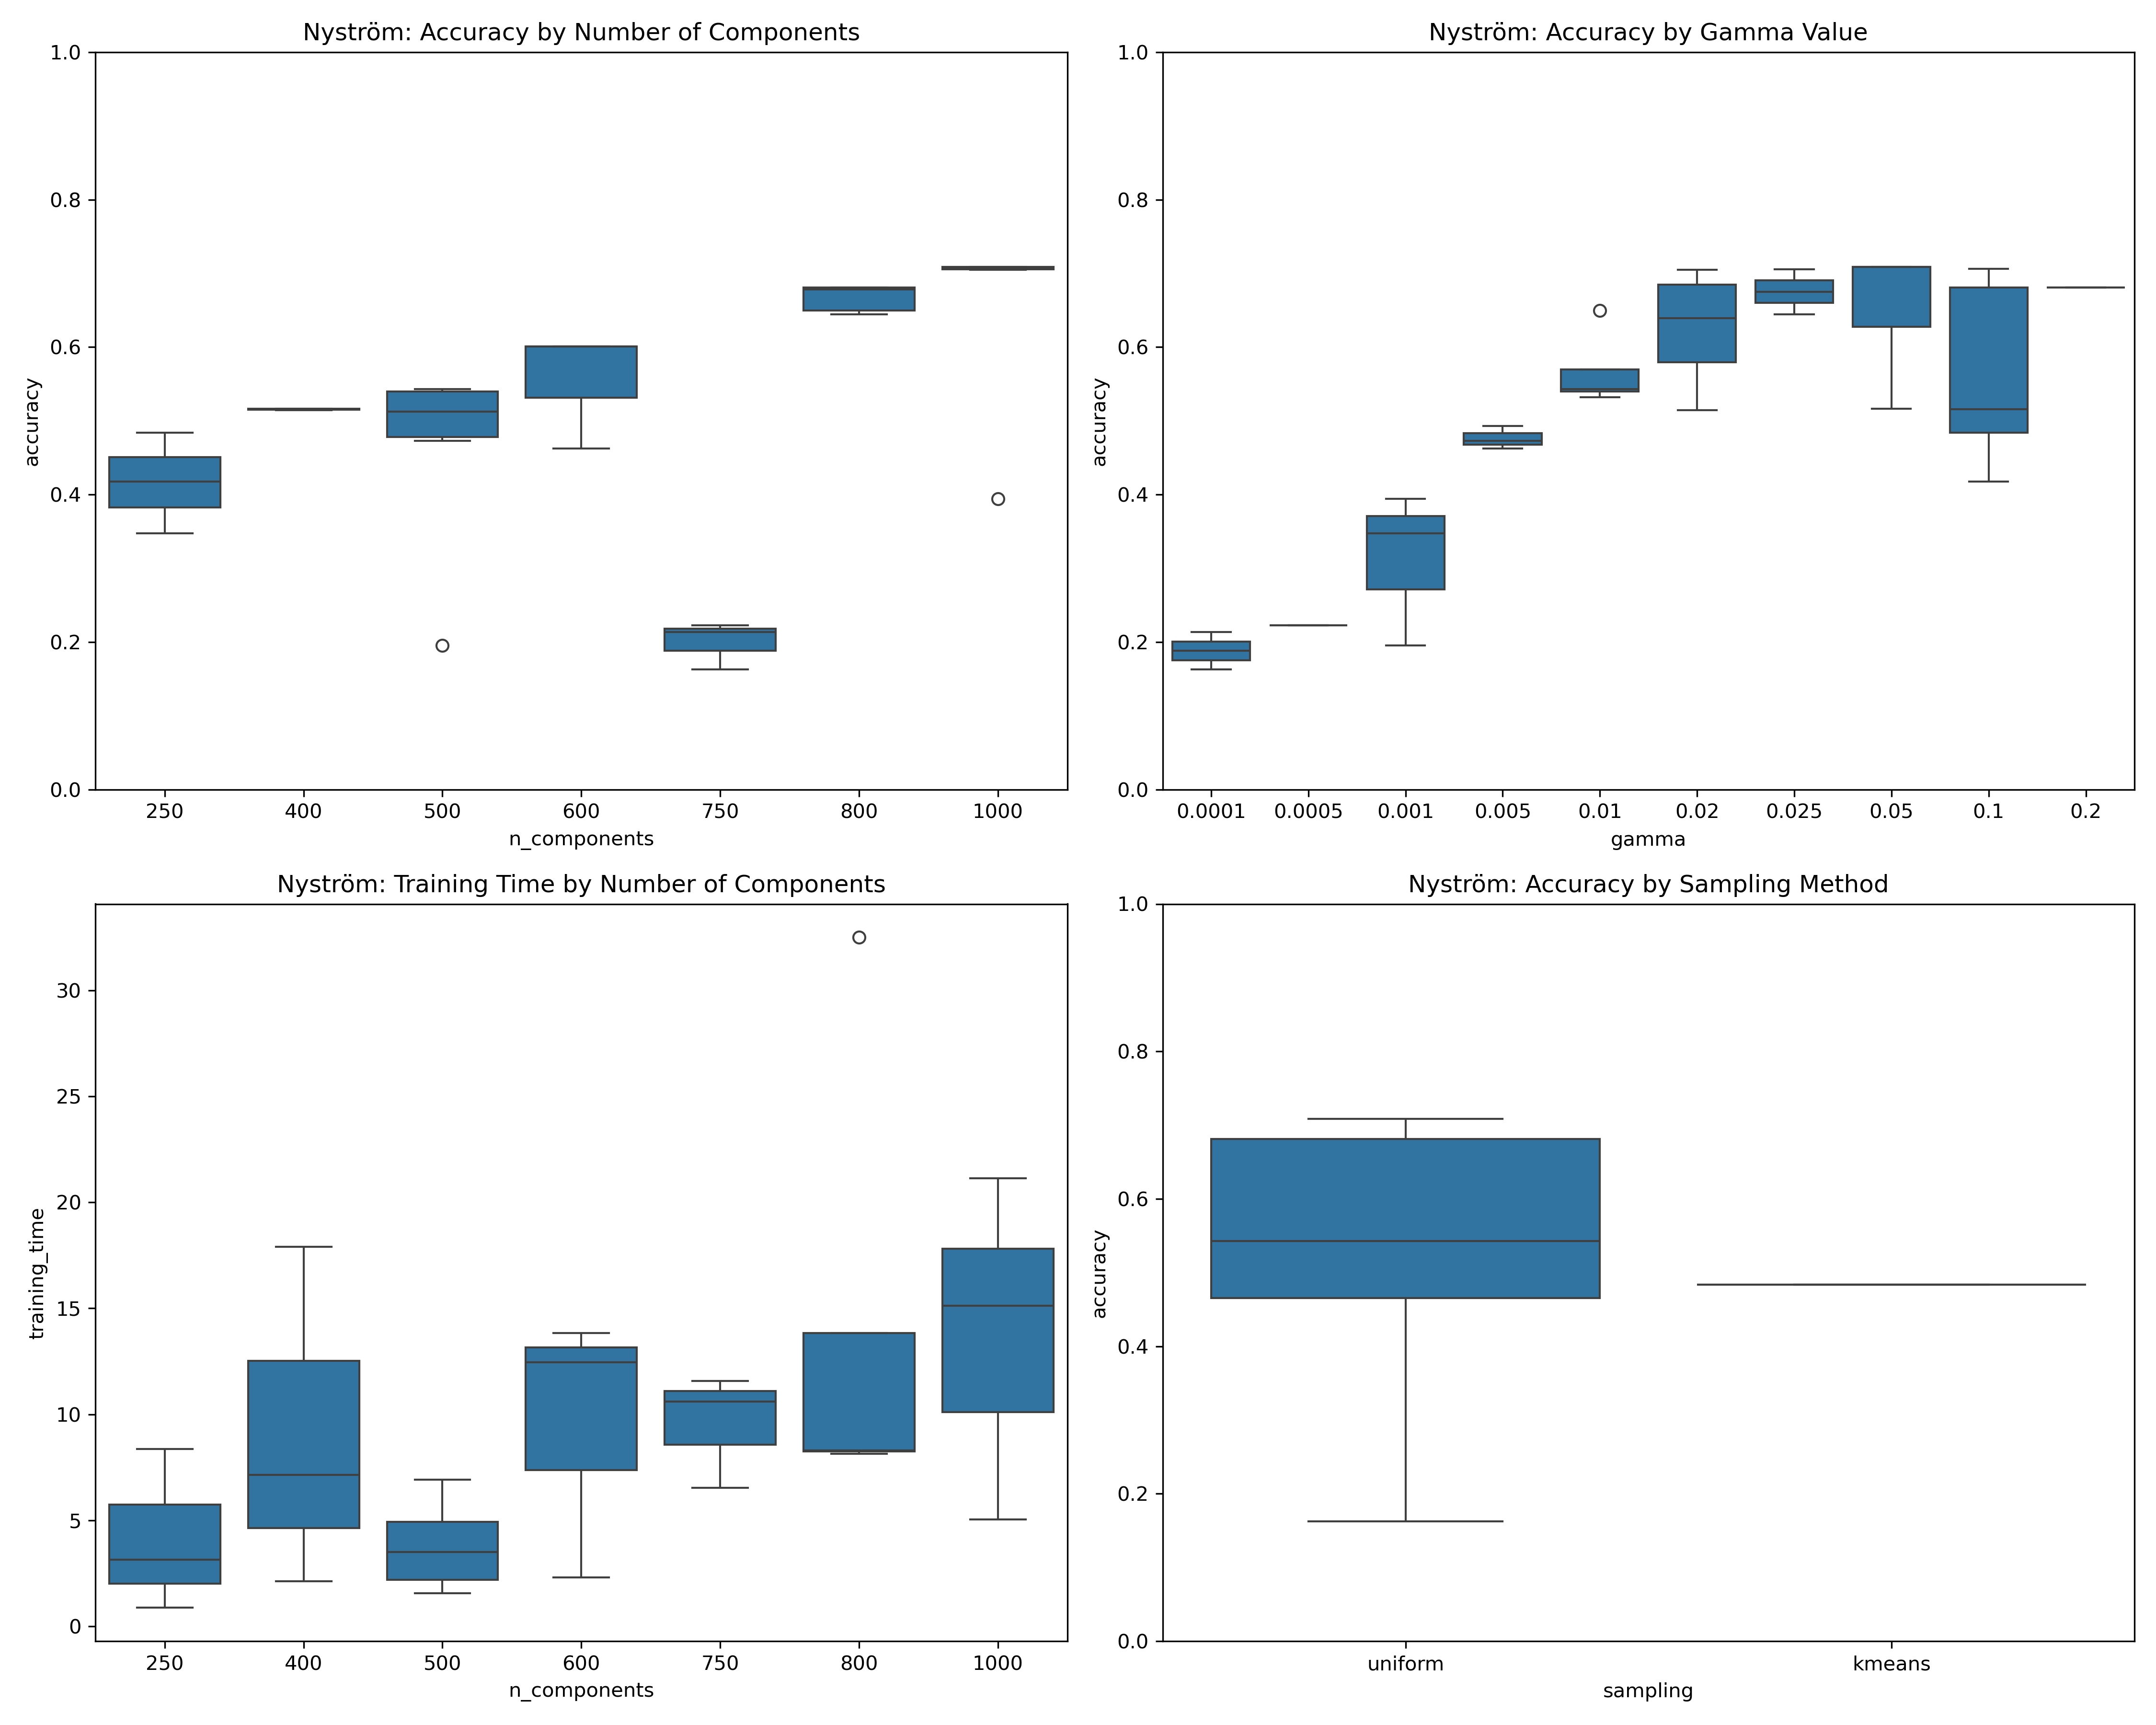 Nyström: Accuracy by Number of Components
1.0
0.8
0.6
0.4
0.2
0.0
accuracy
250 400 500 600 750 800 1000
n_components
Nyström: Accuracy by Gamma Value
1.0
0.8
0.6
0.4
0.2
0.0
accuracy
0.0001 0.0005 0.001 0.005 0.01 0.02 0.025 0.05 0.1 0.2
gamma
Nyström: Training Time by Number of Components
30
25
20
15
10
5
0
training_time
250 400 500 600 750 800 1000
n_components
Nyström: Accuracy by Sampling Method
1.0
0.8
0.6
0.4
0.2
0.0
accuracy
uniform kmeans
sampling